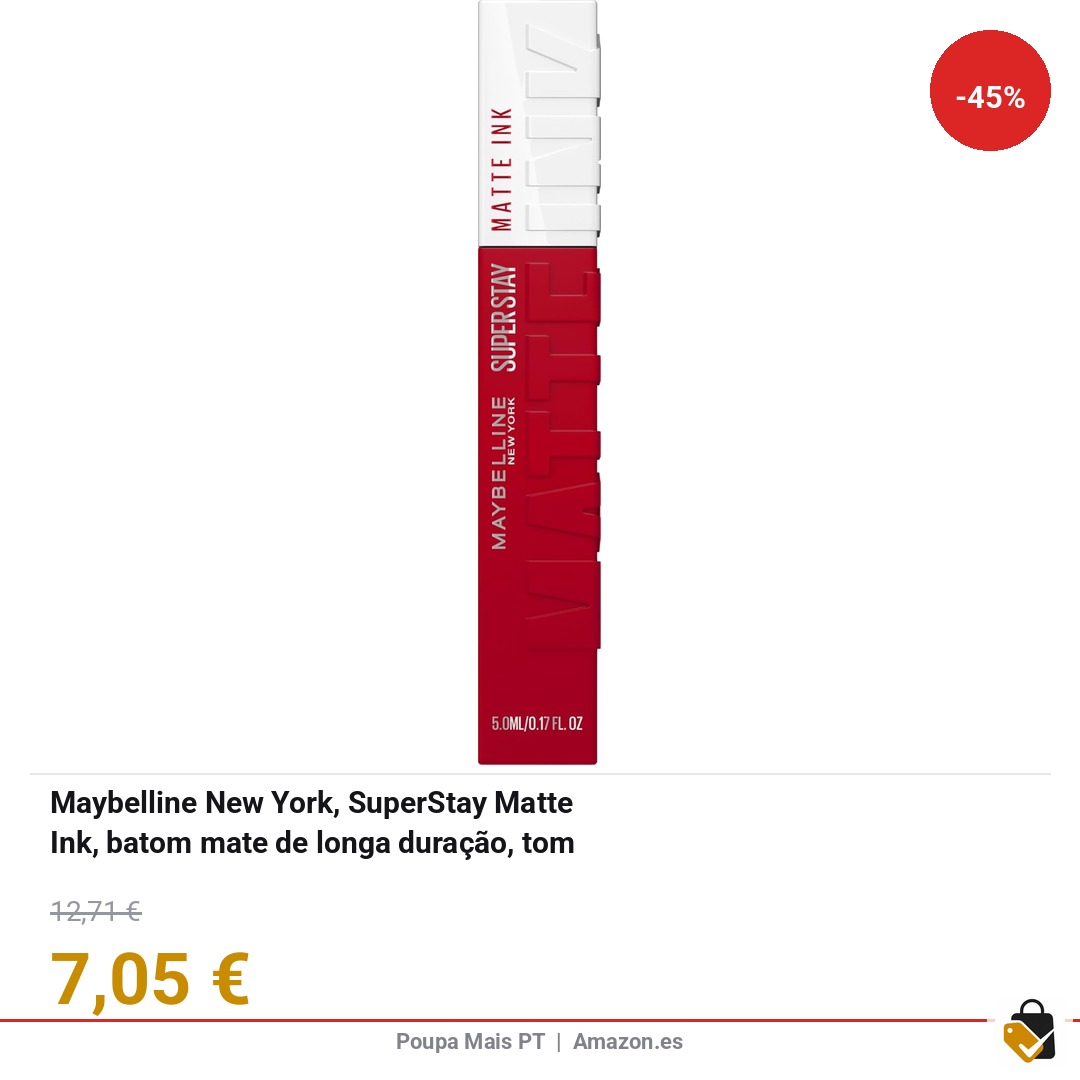 -45%
MATTE INK
INK
SUPERSTAY
MAYBELLINE
NEW YORK
MATTE
5.0ML/0.17 FL. OZ
Maybelline New York, SuperStay Matte
Ink, batom mate de longa duração, tom
12,71 €
7,05 €
Poupa Mais PT | Amazon.es